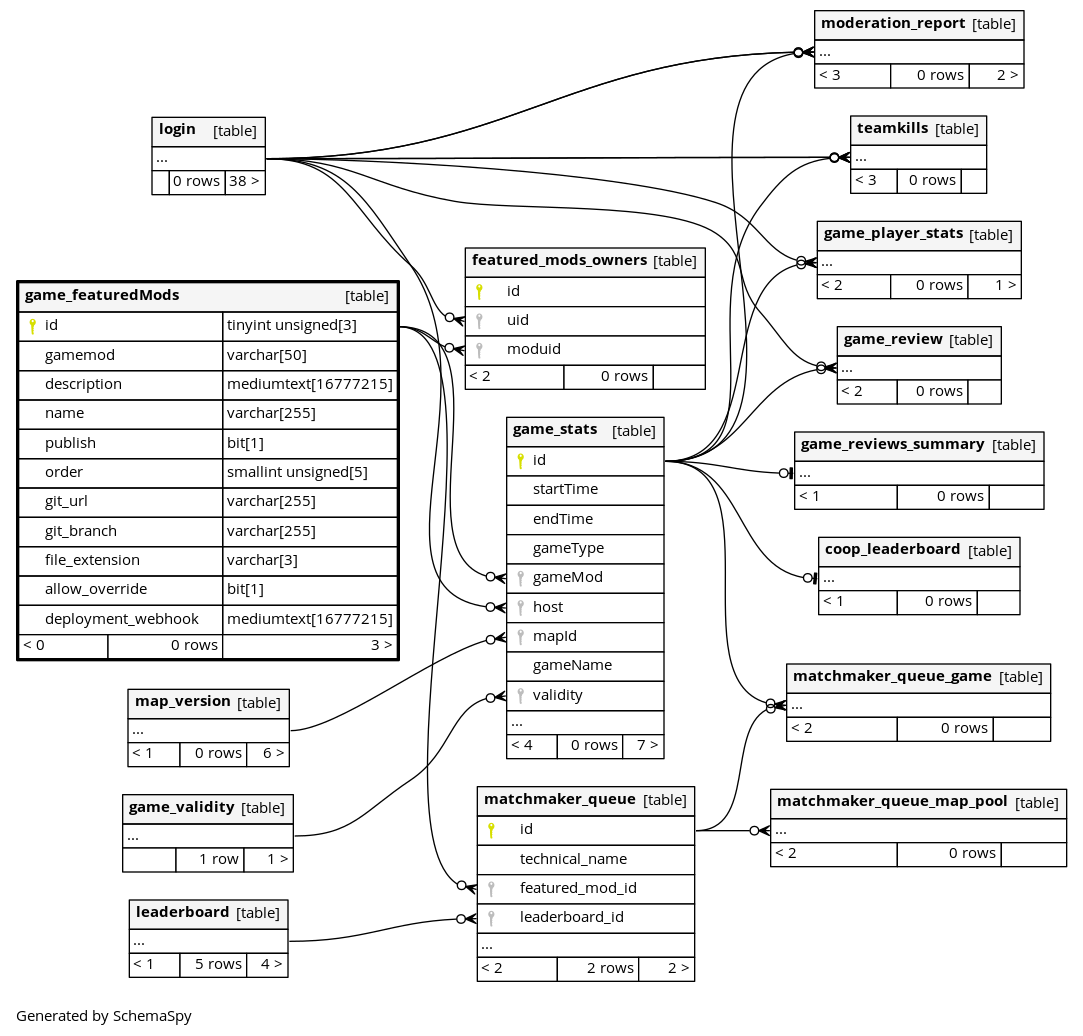 moderation_report [table]
...
< 3 0 rows 2 >
login [table]
...
0 rows 38 >
teamkills [table]
...
< 3 0 rows
game_player_stats [table]
...
< 2 0 rows 1 >
featured_mods_owners [table]
id
uid
moduid
< 2 0 rows
game_featuredMods [table]
id tinyint unsigned[3]
gamemod varchar[50]
description mediumtext[16777215]
name varchar[255]
publish bit[1]
order smallint unsigned[5]
git_url varchar[255]
git_branch varchar[255]
file_extension varchar[3]
allow_override bit[1]
deployment_webhook mediumtext[16777215]
< 0 0 rows 3 >
game_review [table]
...
< 2 0 rows
game_stats [table]
id
startTime
endTime
gameType
gameMod
host
mapId
gameName
validity
...
< 4 0 rows 7 >
game_reviews_summary [table]
...
< 1 0 rows
coop_leaderboard [table]
...
< 1 0 rows
matchmaker_queue_game [table]
...
< 2 0 rows
map_version [table]
...
< 1 0 rows 6 >
game_validity [table]
...
1 row 1 >
matchmaker_queue [table]
id
technical_name
featured_mod_id
leaderboard_id
...
< 2 2 rows 2 >
matchmaker_queue_map_pool [table]
...
< 2 0 rows
leaderboard [table]
...
< 1 5 rows 4 >
Generated by SchemaSpy